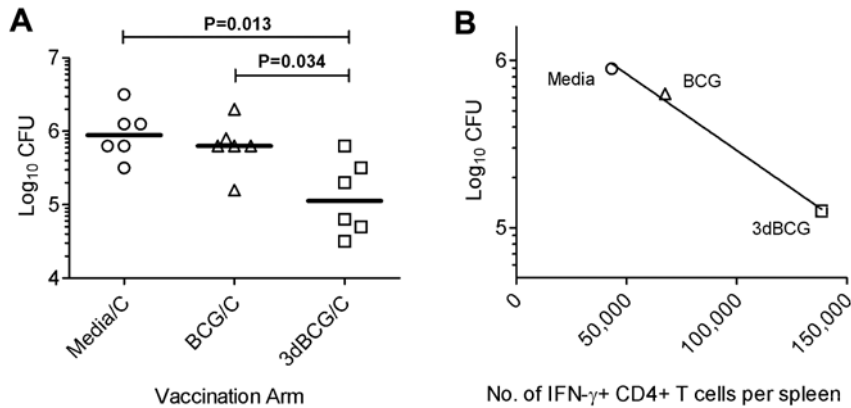 A
P=0.013
P=0.034
7
6
5
4
Log10 CFU
Media/C
BCG/C
3dBCG/C
Vaccination Arm
B
6
5
Log10 CFU
Media
BCG
3dBCG
0
50,000
100,000
150,000
No. of IFN-γ+ CD4+ T cells per spleen